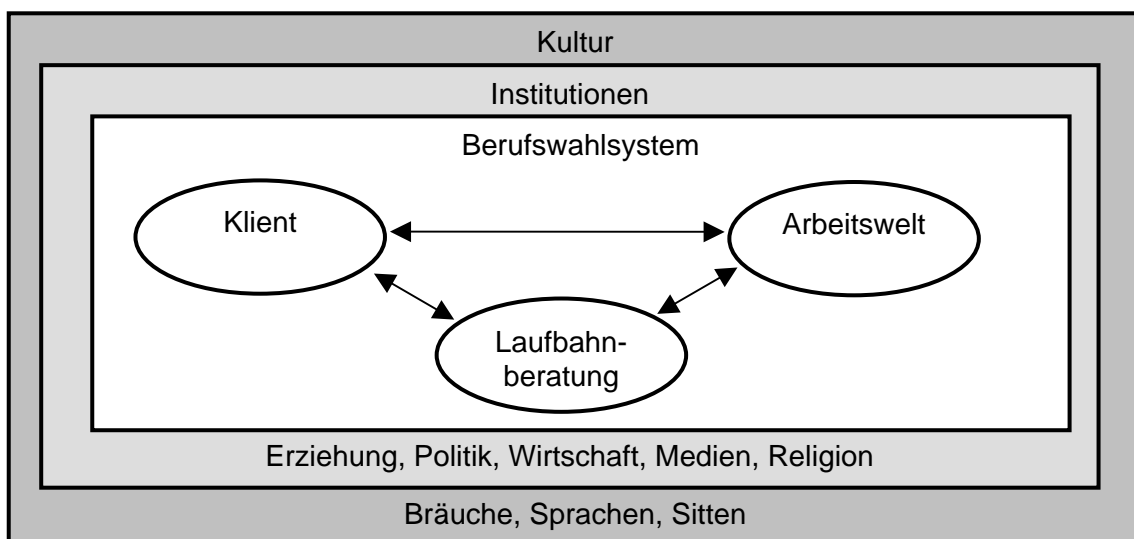 Kultur
Institutionen
Berufswahlsystem
Klient
Arbeitswelt
Laufbahn-
beratung
Erziehung, Politik, Wirtschaft, Medien, Religion
Bräuche, Sprachen, Sitten